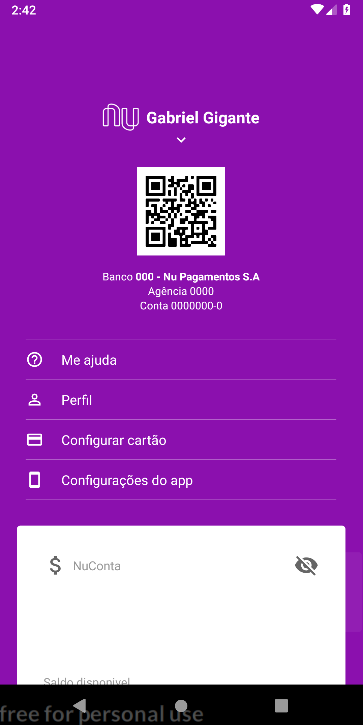 2:42
nu Gabriel Gigante
Banco 000 - Nu Pagamentos S.A
Agência 0000
Conta 0000000-0
Me ajuda
Perfil
Configurar cartão
Configurações do app
$ NuConta
Saldo disponível
free for personal use